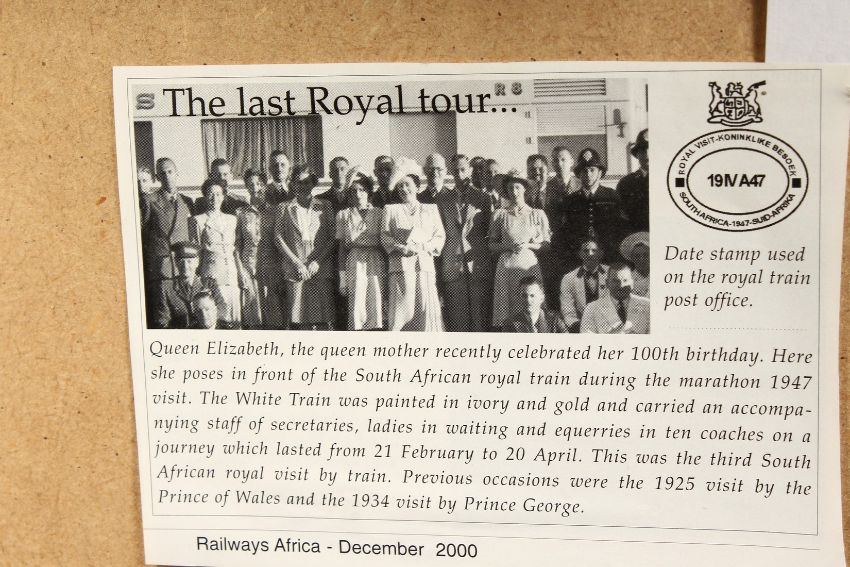 S
R S
The last Royal tour...
ROYAL VISIT-KONINKLIKE BESOEK
19IV A47
SOUTH AFRICA-1947-SUID-AFRIKA
Date stamp used
on the royal train
post office.
Queen Elizabeth, the queen mother recently celebrated her 100th birthday. Here
she poses in front of the South African royal train during the marathon 1947
visit. The White Train was painted in ivory and gold and carried an accompa-
nying staff of secretaries, ladies in waiting and equerries in ten coaches on a
journey which lasted from 21 February to 20 April. This was the third South
African royal visit by train. Previous occasions were the 1925 visit by the
Prince of Wales and the 1934 visit by Prince George.
Railways Africa - December 2000